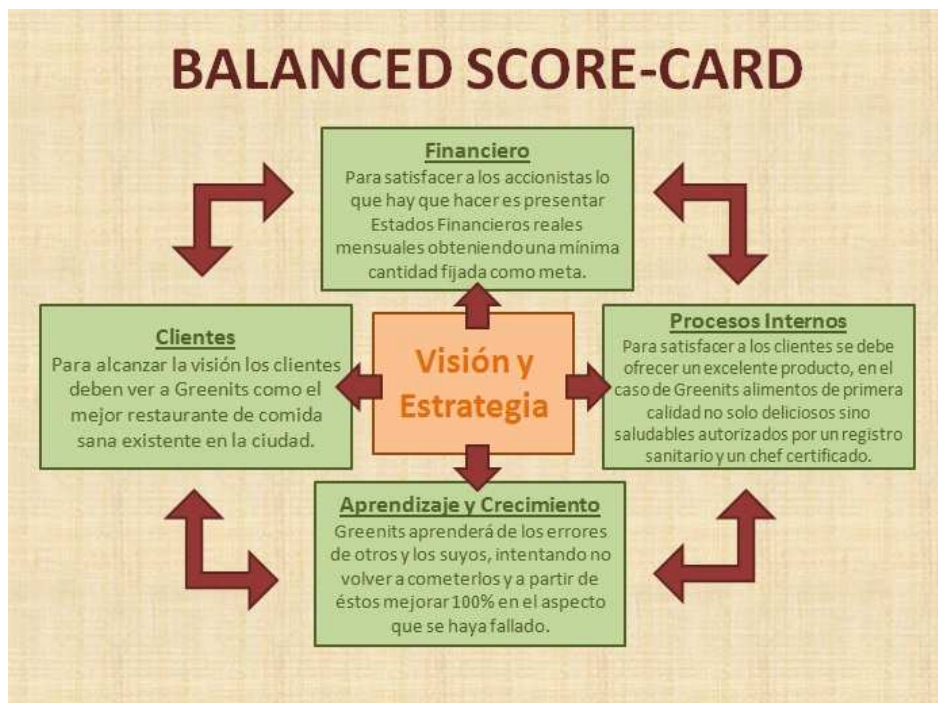 BALANCED SCORE-CARD
Financiero
Para satisfacer a los accionistas lo
que hay que hacer es presentar
Estados Financieros reales
mensuales obteniendo una mínima
cantidad fijada como meta.
Clientes
Para alcanzar la visión los clientes
deben ver a Greenits como el
mejor restaurante de comida
sana existente en la ciudad.
Visión y
Estrategia
Procesos Internos
Para satisfacer a los clientes se debe
ofrecer un excelente producto, en el
caso de Greenits alimentos de primera
calidad no solo deliciosos sino
saludables autorizados por un registro
sanitario y un chef certificado.
Aprendizaje y Crecimiento
Greenits aprenderá de los errores
de otros y los suyos, intentando no
volver a cometerlos y a partir de
éstos mejorar 100% en el aspecto
que se haya fallado.